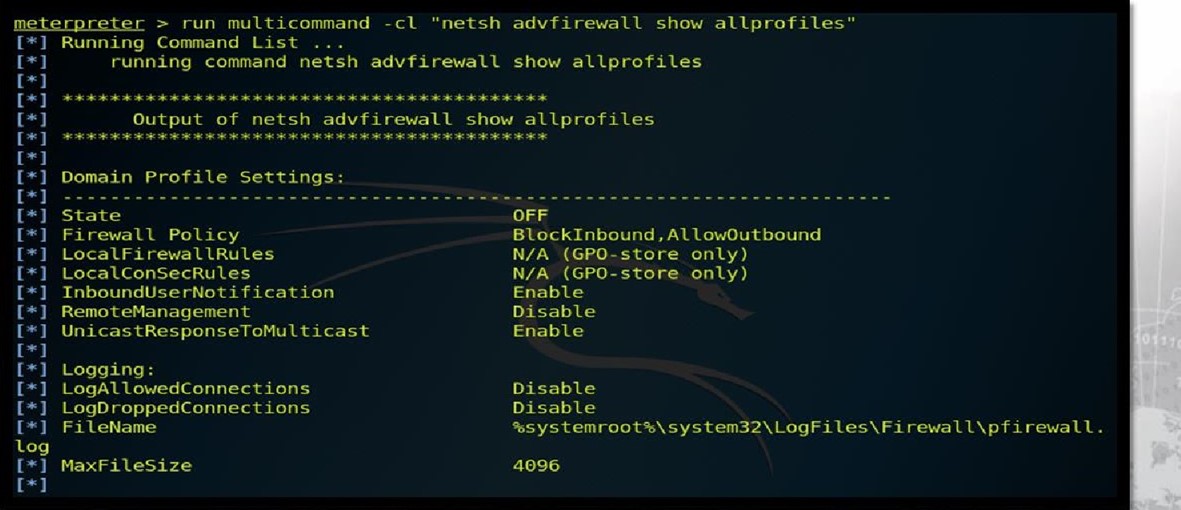 meterpreter > run multicommand -cl "netsh advfirewall show allprofiles"
[*] Running Command List ...
[*]     running command netsh advfirewall show allprofiles
[*]
[*] *****************************************
[*]       Output of netsh advfirewall show allprofiles
[*] *****************************************
[*]
[*] Domain Profile Settings:
[*] ----------------------------------------------------------------------
[*] State                                 OFF
[*] Firewall Policy                       BlockInbound,AllowOutbound
[*] LocalFirewallRules                    N/A (GPO-store only)
[*] LocalConSecRules                      N/A (GPO-store only)
[*] InboundUserNotification               Enable
[*] RemoteManagement                      Disable
[*] UnicastResponseToMulticast            Enable
[*]
[*] Logging:
[*] LogAllowedConnections                 Disable
[*] LogDroppedConnections                 Disable
[*] FileName                              %systemroot%\system32\LogFiles\Firewall\pfirewall.
log
[*] MaxFileSize                           4096
[*]